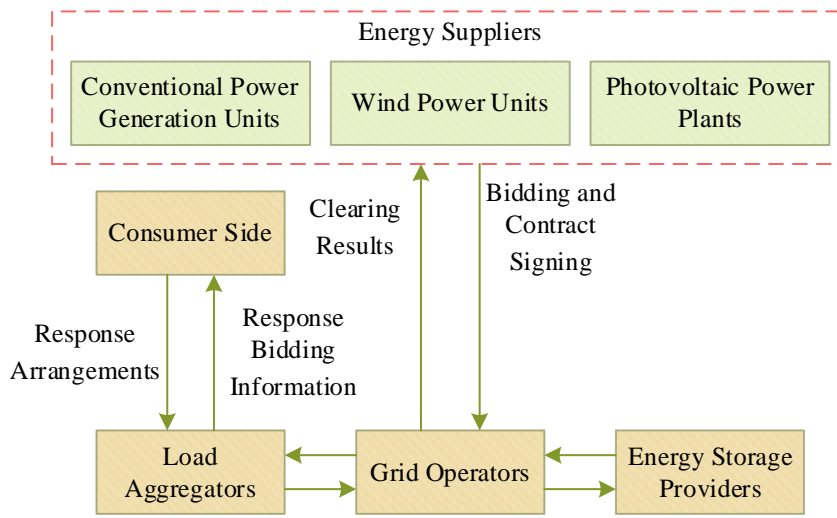 Energy Suppliers
Conventional Power
Generation Units
Wind Power Units
Photovoltaic Power
Plants
Consumer Side
Clearing
Results
Bidding and
Contract
Signing
Response
Arrangements
Response
Bidding
Information
Load
Aggregators
Grid Operators
Energy Storage
Providers